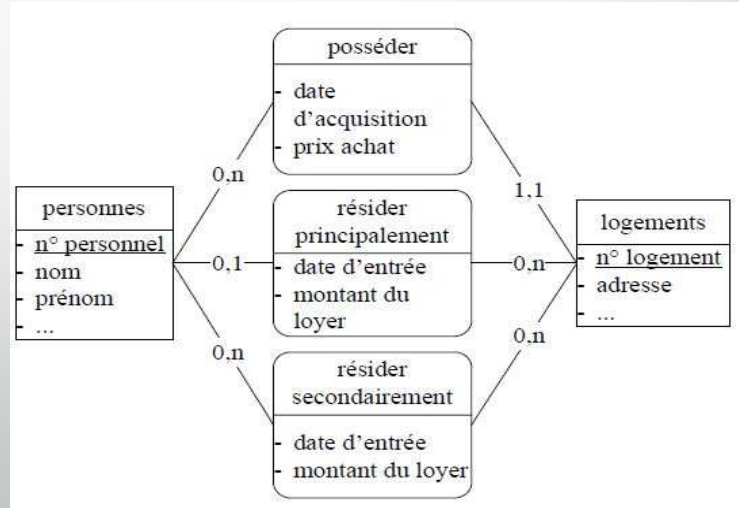 posséder
- date
d’acquisition
- prix achat
0,n
1,1
personnes
- n° personnel
- nom
- prénom
- ...
résider
principalement
- date d’entrée
- montant du
loyer
0,1
0,n
logements
- n° logement
- adresse
- ...
0,n
0,n
résider
secondairement
- date d’entrée
- montant du loyer